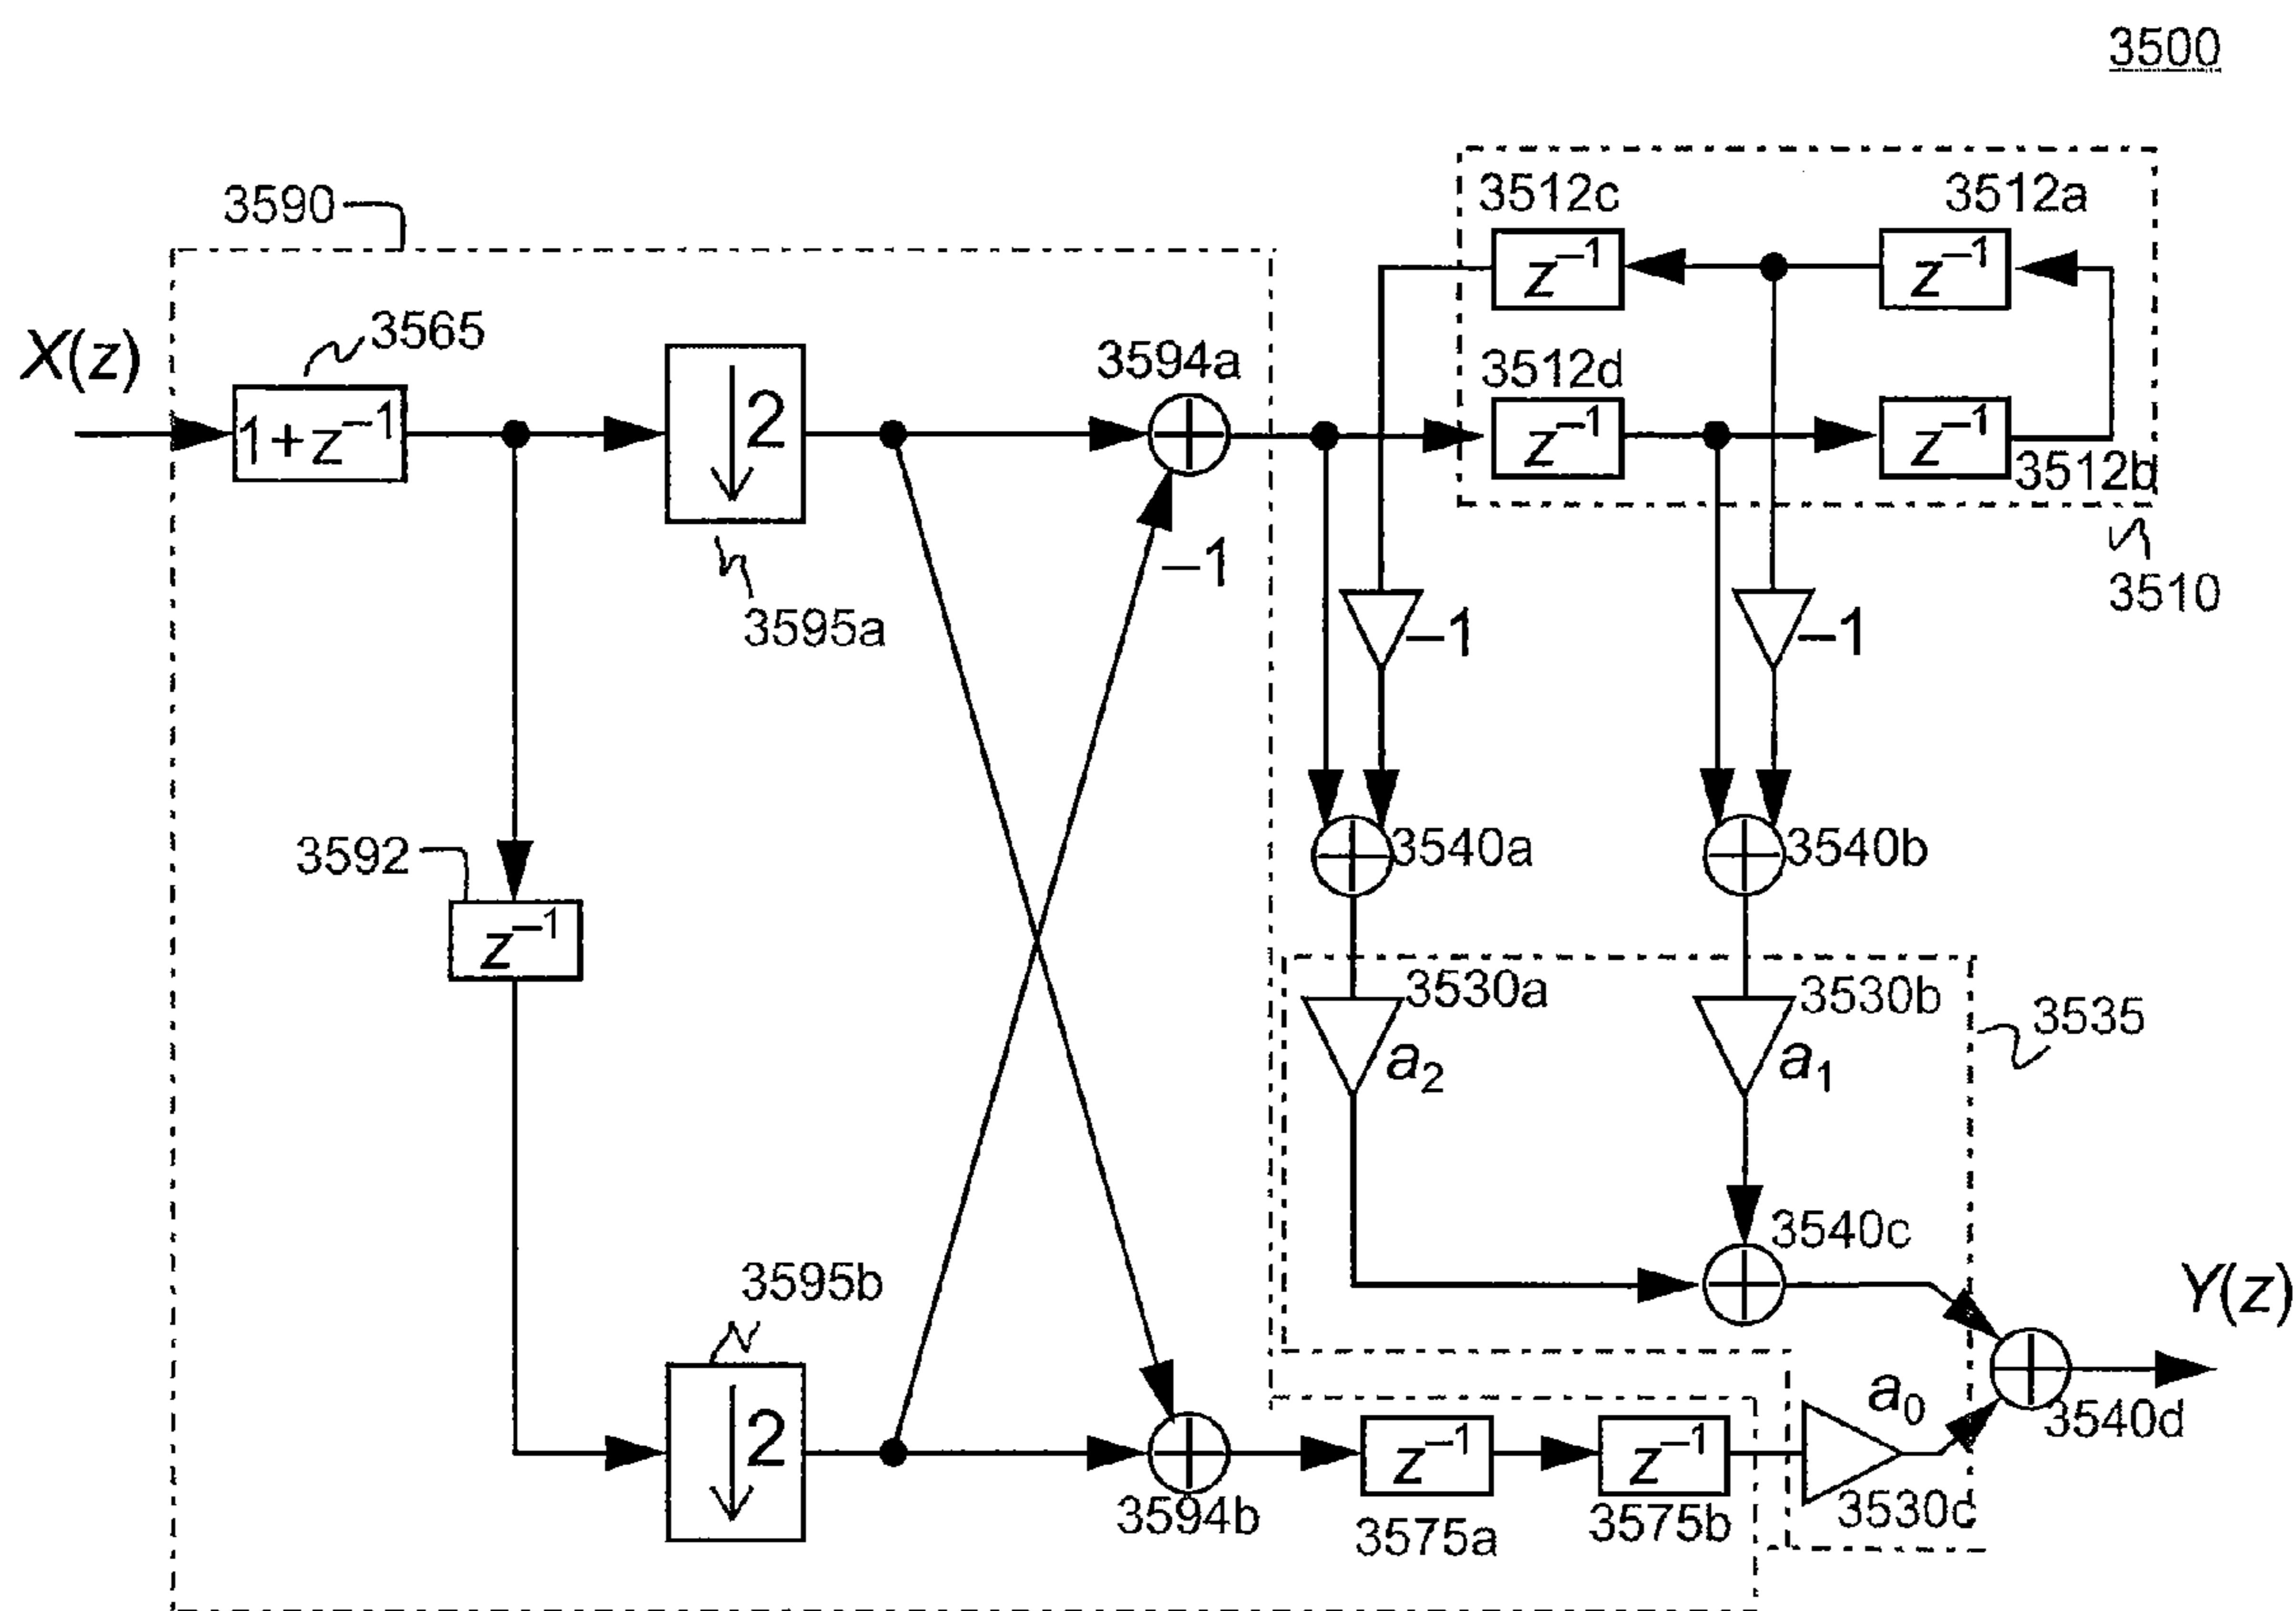 3500
3590
3512c
3512a
z⁻¹
z⁻¹
X(z)
3565
3594a
3512d
1+z⁻¹
↓2
z⁻¹
z⁻¹
3512b
–1
3510
3595a
–1
–1
3592
3540a
3540b
z⁻¹
3530a
3530b
3535
a₂
a₁
3595b
3540c
Y(z)
a₀
↓2
z⁻¹
z⁻¹
3540d
3594b
3575a
3575b
3530c